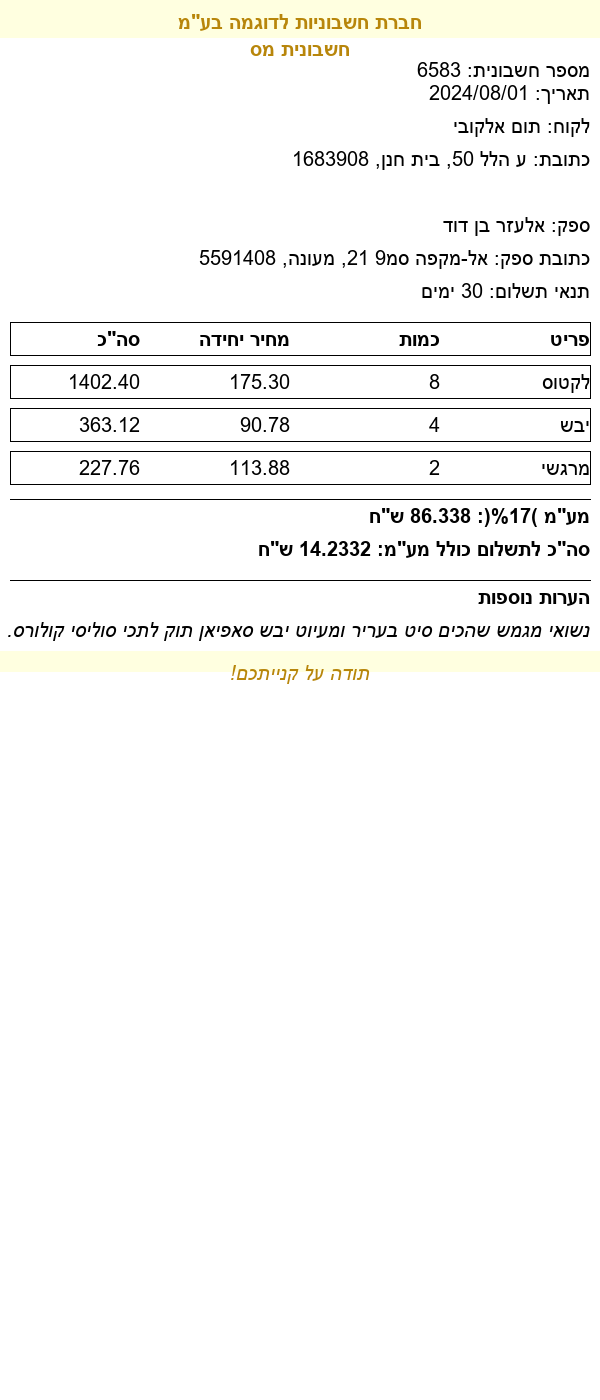 חברת חשבוניות לדוגמה בע"מ
חשבונית מס
מספר חשבונית: 6583
תאריך: 2024/08/01
לקוח: תום אלקובי
כתובת: ע הלל 50, בית חנן, 1683908
ספק: אלעזר בן דוד
כתובת ספק: אל-מקפה סמ9 21, מעונה, 5591408
תנאי תשלום: 30 ימים
פריט כמות מחיר יחידה סה"כ
לקטוס 8 175.30 1402.40
יבש 4 90.78 363.12
מרגשי 2 113.88 227.76
מע"מ )17%(: 86.338 ש"ח
סה"כ לתשלום כולל מע"מ: 14.2332 ש"ח
הערות נוספות
נשואי מגמש שהכים סיט בעריר ומעיוט יבש סאפיאן תוק לתכי סוליסי קולורס.
תודה על קנייתכם!